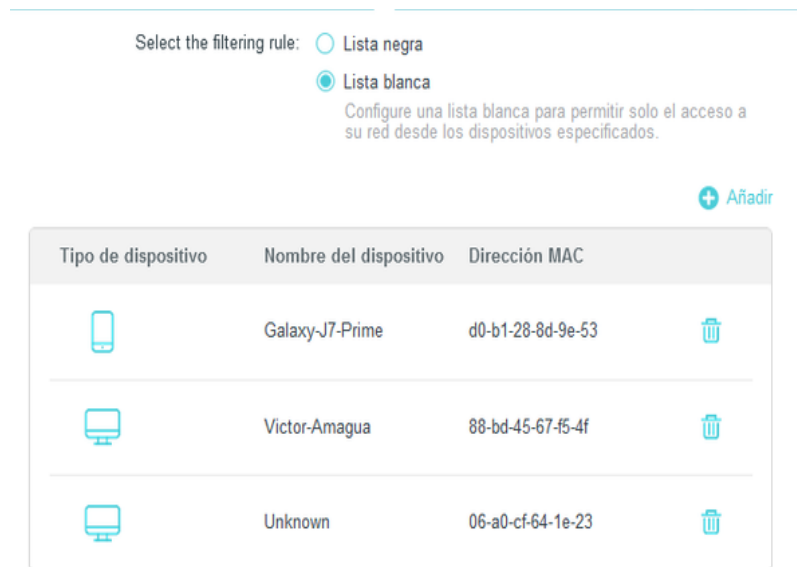 Select the filtering rule: Lista negra
Lista blanca
Configure una lista blanca para permitir solo el acceso a
su red desde los dispositivos especificados.
Añadir
Tipo de dispositivo Nombre del dispositivo Dirección MAC
Galaxy-J7-Prime d0-b1-28-8d-9e-53
Victor-Amagua 88-bd-45-67-f5-4f
Unknown 06-a0-cf-64-1e-23